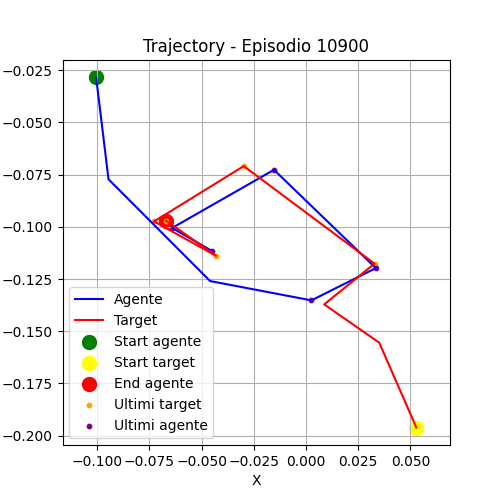 Trajectory - Episodio 10900
−0.025
−0.050
−0.075
−0.100
−0.125
−0.150
−0.175
−0.200
Agente
Target
Start agente
Start target
End agente
Ultimi target
Ultimi agente
−0.100 −0.075 −0.050 −0.025 0.000 0.025 0.050
X